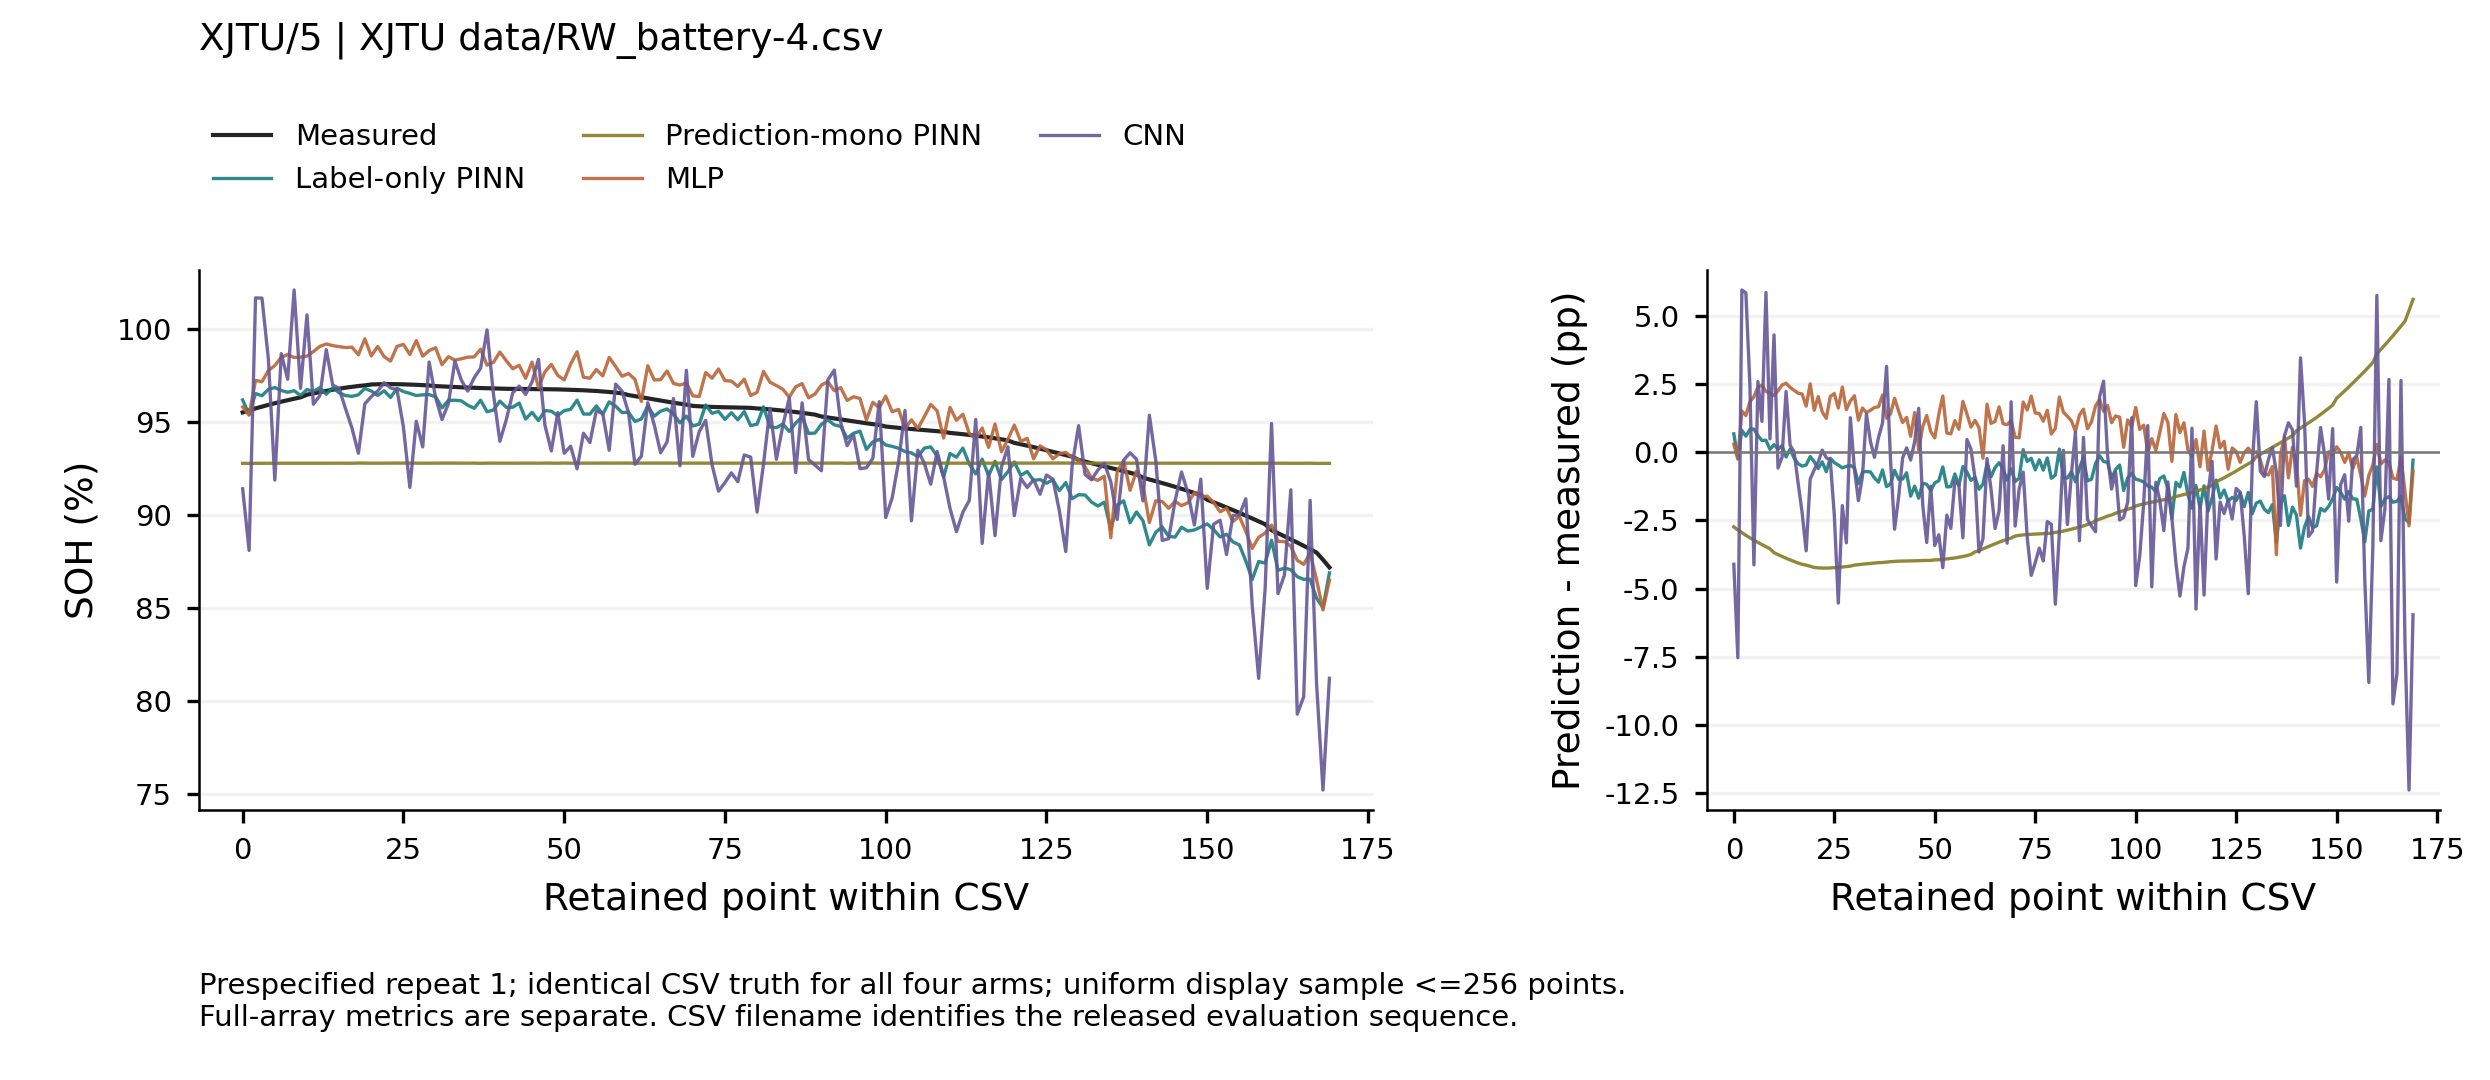 XJTU/5 | XJTU data/RW_battery-4.csv
Measured
Label-only PINN
Prediction-mono PINN
MLP
CNN
SOH (%)
100
95
90
85
80
75
0 25 50 75 100 125 150 175
Retained point within CSV
Prediction - measured (pp)
5.0
2.5
0.0
-2.5
-5.0
-7.5
-10.0
-12.5
0 25 50 75 100 125 150 175
Retained point within CSV
Prespecified repeat 1; identical CSV truth for all four arms; uniform display sample <=256 points.
Full-array metrics are separate. CSV filename identifies the released evaluation sequence.